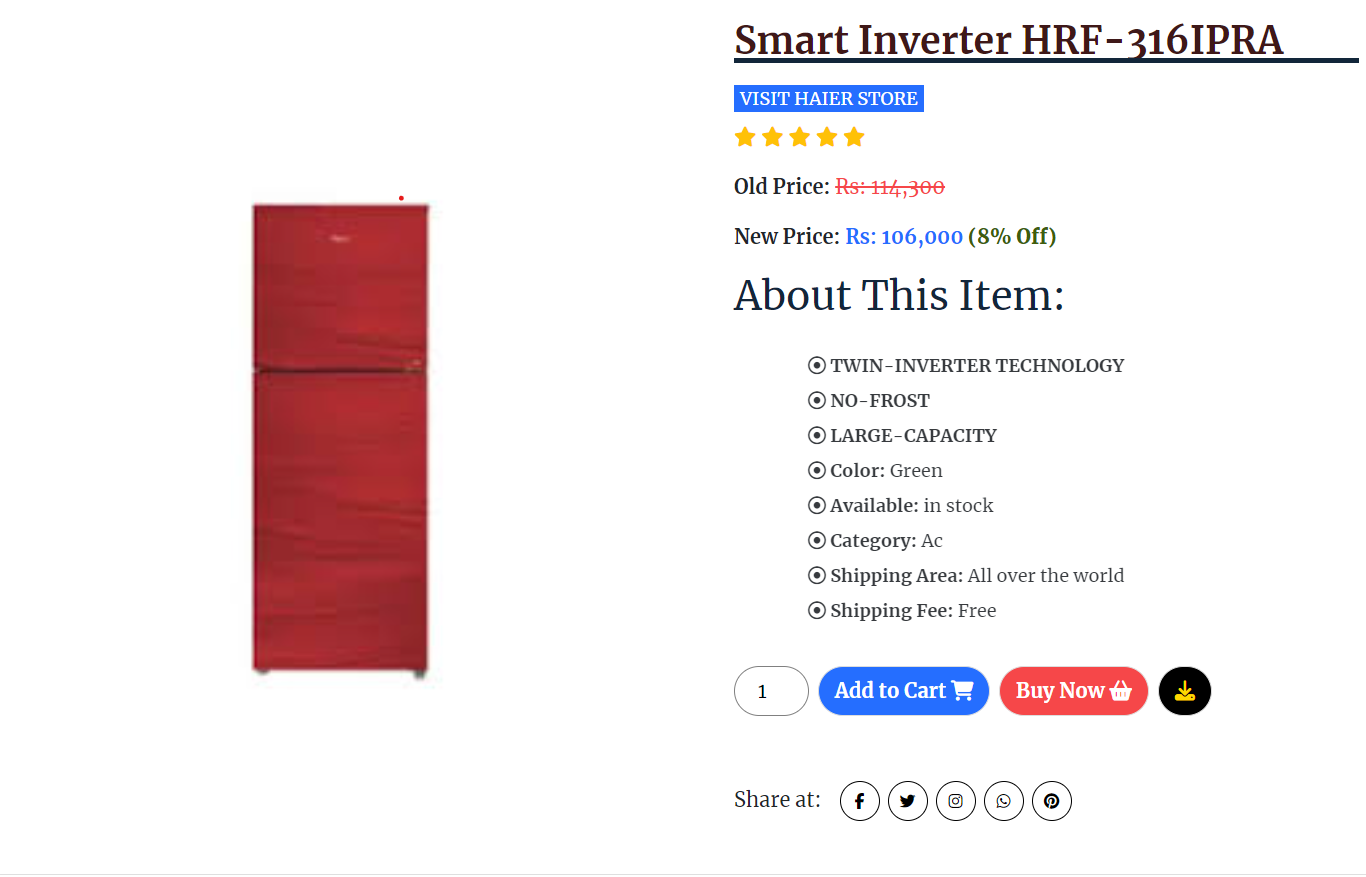 Smart Inverter HRF-316IPRA
VISIT HAIER STORE
Old Price: Rs: 114,300
New Price: Rs: 106,000 (8% Off)
About This Item:
TWIN-INVERTER TECHNOLOGY
NO-FROST
LARGE-CAPACITY
Color: Green
Available: in stock
Category: Ac
Shipping Area: All over the world
Shipping Fee: Free
1 Add to Cart Buy Now
Share at: